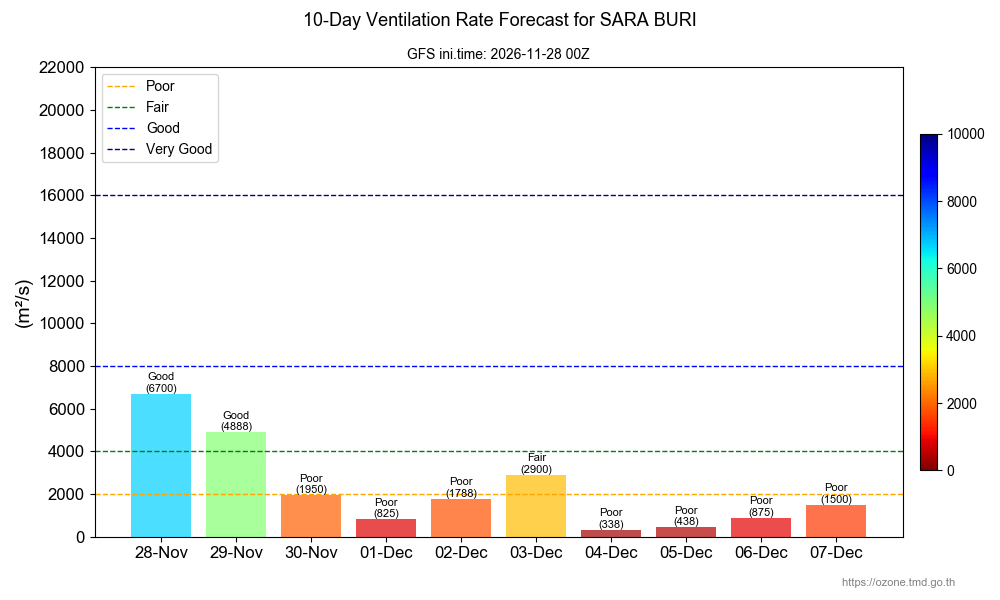 10-Day Ventilation Rate Forecast for SARA BURI
GFS ini.time: 2026-11-28 00Z
Poor
Fair
Good
Very Good
(m²/s)
22000
20000
18000
16000
14000
12000
10000
8000
6000
4000
2000
0
Good
(6700)
Good
(4888)
Poor
(1950)
Poor
(825)
Poor
(1788)
Fair
(2900)
Poor
(338)
Poor
(438)
Poor
(875)
Poor
(1500)
28-Nov 29-Nov 30-Nov 01-Dec 02-Dec 03-Dec 04-Dec 05-Dec 06-Dec 07-Dec
10000
8000
6000
4000
2000
0
https://ozone.tmd.go.th